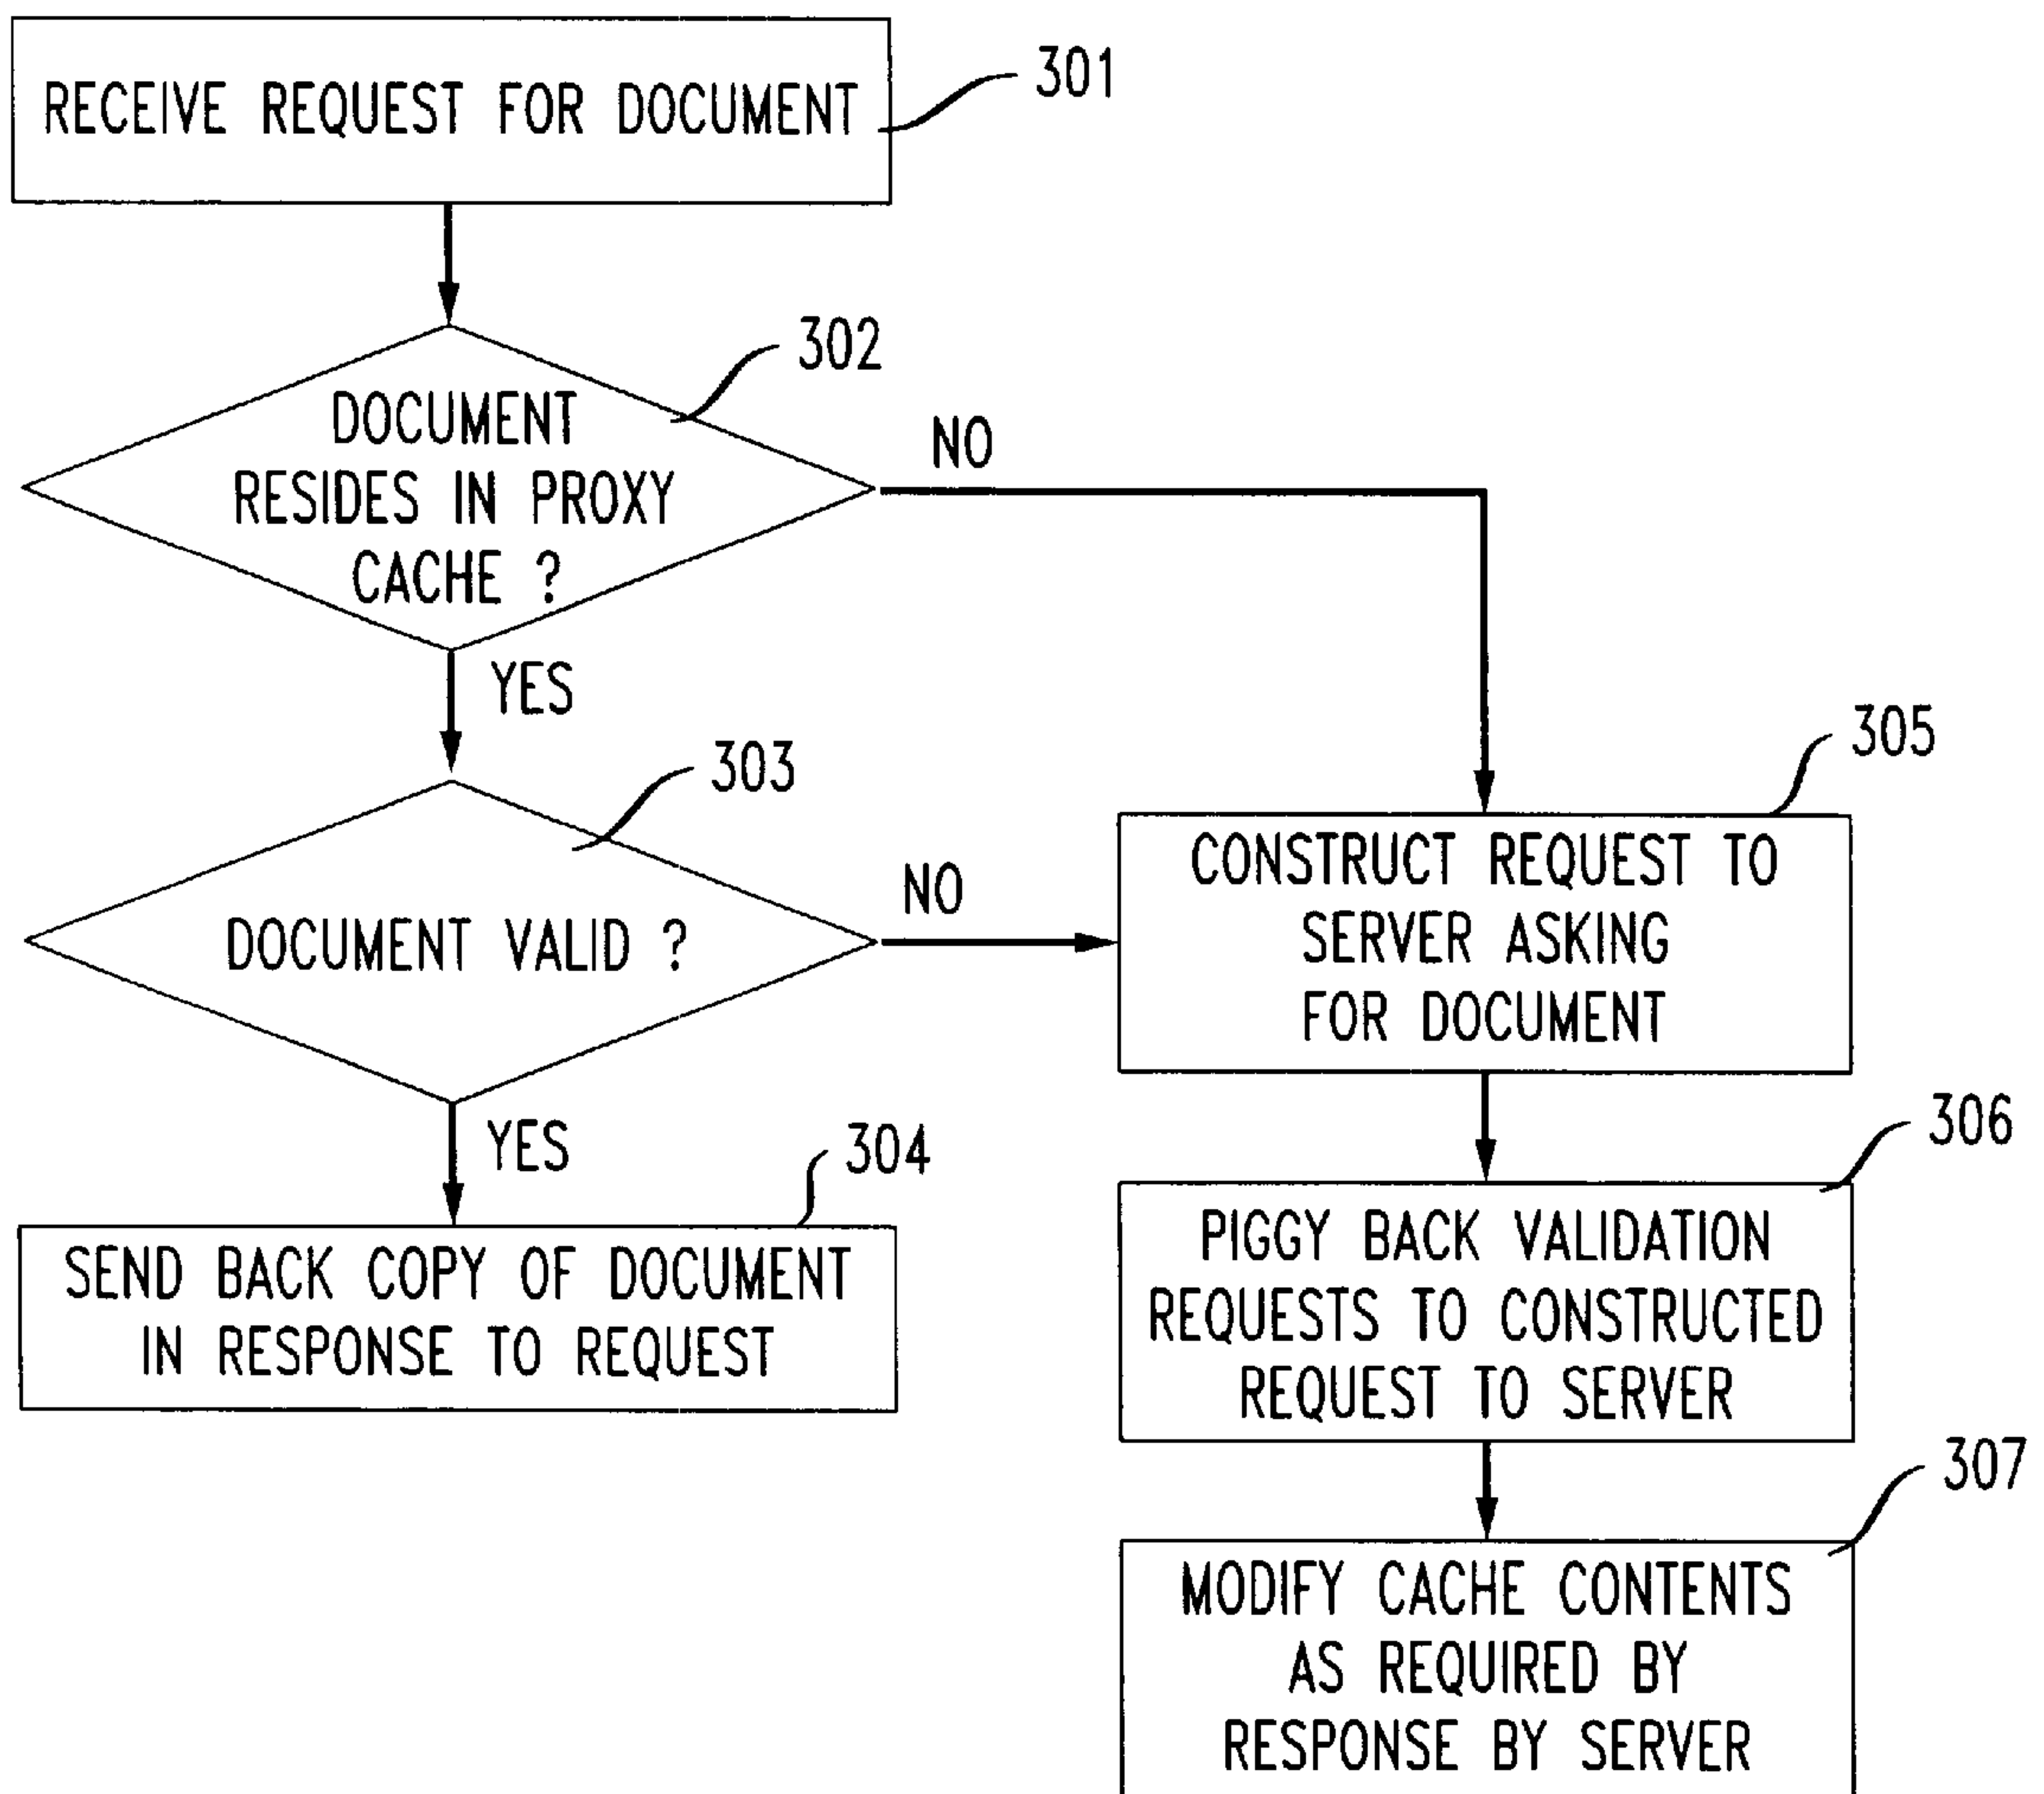 RECEIVE REQUEST FOR DOCUMENT
301
302
DOCUMENT
RESIDES IN PROXY
CACHE ?
NO
YES
303
DOCUMENT VALID ?
NO
YES
304
SEND BACK COPY OF DOCUMENT
IN RESPONSE TO REQUEST
305
CONSTRUCT REQUEST TO
SERVER ASKING
FOR DOCUMENT
306
PIGGY BACK VALIDATION
REQUESTS TO CONSTRUCTED
REQUEST TO SERVER
307
MODIFY CACHE CONTENTS
AS REQUIRED BY
RESPONSE BY SERVER